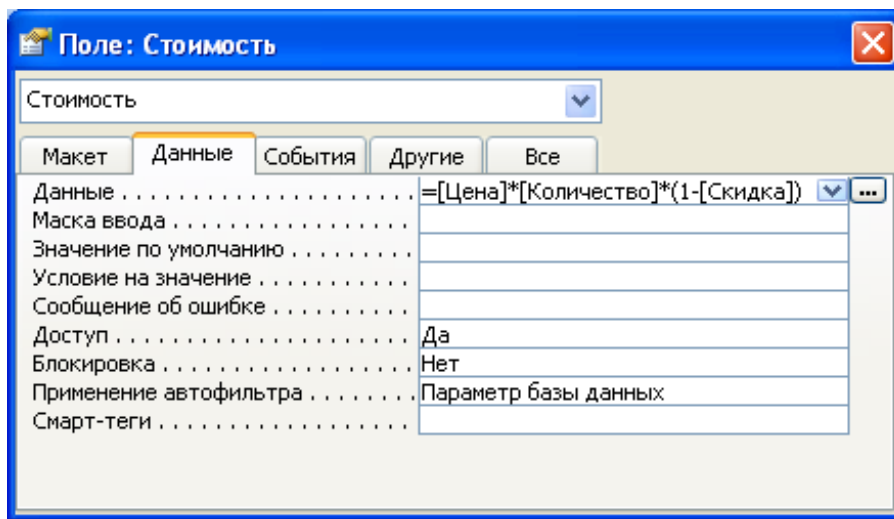 Поле: Стоимость
Стоимость
Макет Данные События Другие Все
Данные . . . . . . . . . . . . . . . . . . . . . =[Цена]*[Количество]*(1-[Скидка]) ...
Маска ввода . . . . . . . . . . . . . . . . .
Значение по умолчанию . . . . . . . . .
Условие на значение . . . . . . . . . . .
Сообщение об ошибке . . . . . . . . . .
Доступ . . . . . . . . . . . . . . . . . . . . . Да
Блокировка . . . . . . . . . . . . . . . . . Нет
Применение автофильтра . . . . . . . Параметр базы данных
Смарт-теги . . . . . . . . . . . . . . . . . .